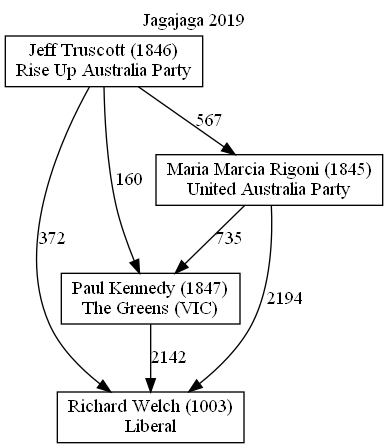 Jagajaga 2019
Jeff Truscott (1846)
Rise Up Australia Party
567
Maria Marcia Rigoni (1845)
United Australia Party
160
372
735
Paul Kennedy (1847)
The Greens (VIC)
2194
2142
Richard Welch (1003)
Liberal